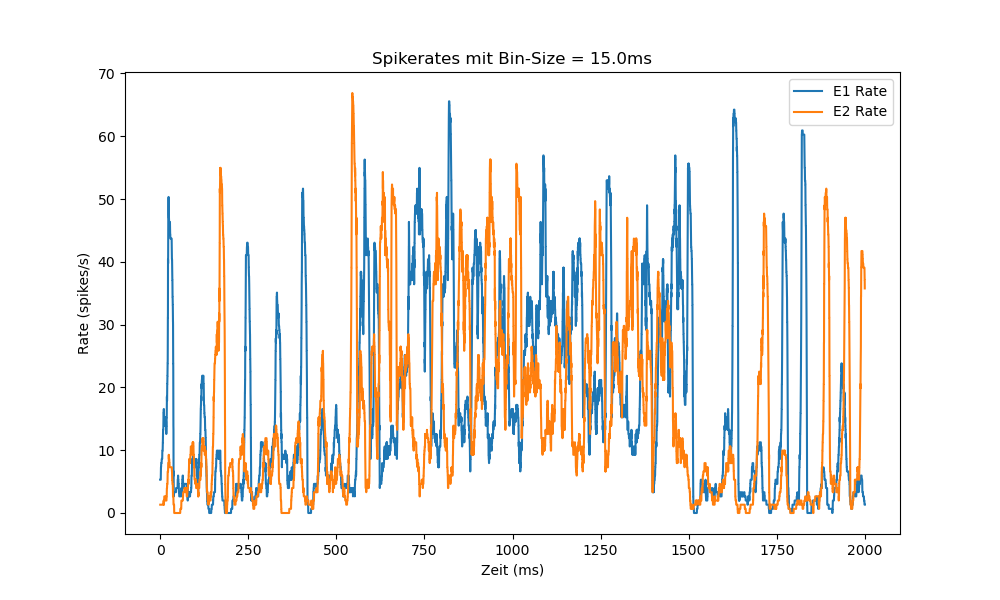 Spikerates mit Bin-Size = 15.0ms
E1 Rate
E2 Rate
Rate (spikes/s)
70
60
50
40
30
20
10
0
0 250 500 750 1000 1250 1500 1750 2000
Zeit (ms)